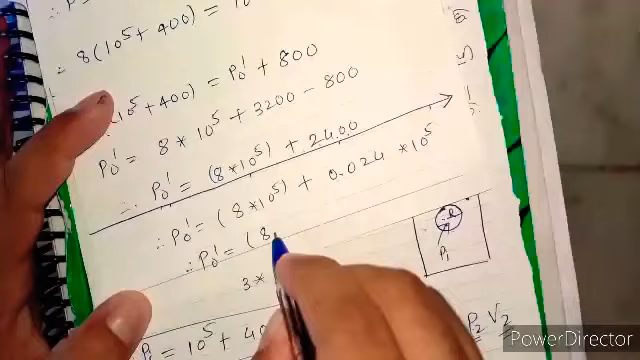 ∴ 8(10⁵ + 400) = 10
10⁵ + 400) = P₀' + 800
P₀' = 8 * 10⁵ + 3200 - 800
∴ P₀' = (8 * 10⁵) + 2400
∴ P₀' = (8 * 10⁵) + 0.024 * 10⁵
∴ P₀' = (8
3 *
P₁
P₁ = 10⁵ + 40
P₂ V₂
PowerDirector